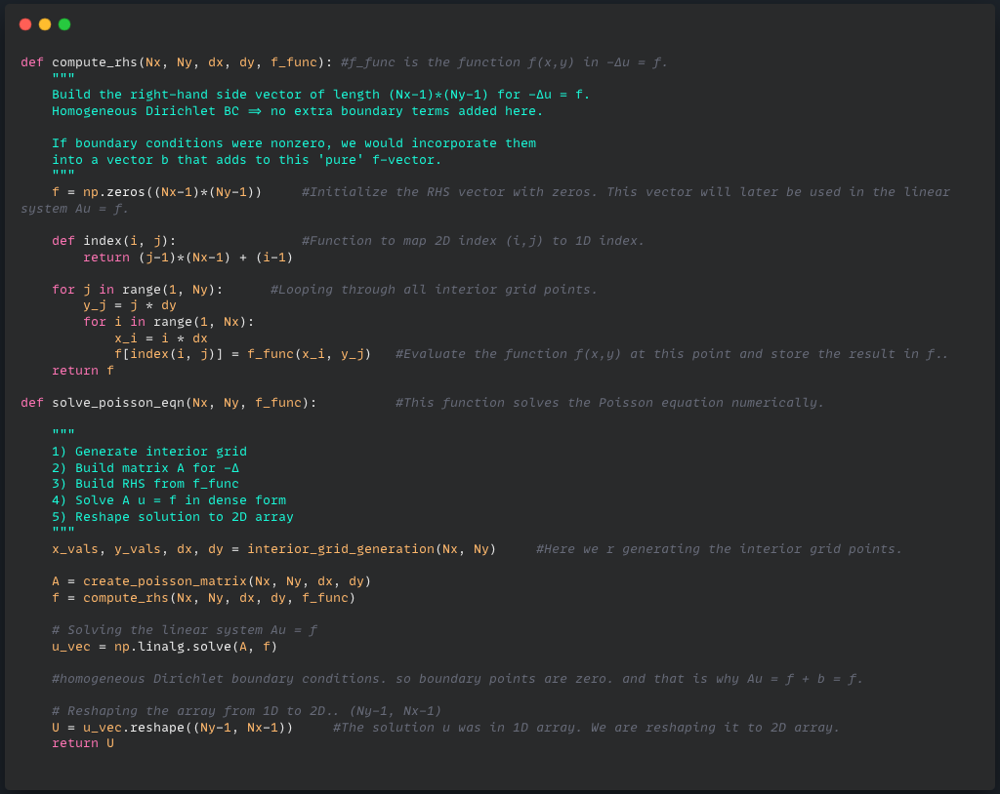 def compute_rhs(Nx, Ny, dx, dy, f_func): #f_func is the function f(x,y) in -Δu = f.
    """
    Build the right-hand side vector of length (Nx-1)*(Ny-1) for -Δu = f.
    Homogeneous Dirichlet BC => no extra boundary terms added here.

    If boundary conditions were nonzero, we would incorporate them
    into a vector b that adds to this 'pure' f-vector.
    """
    f = np.zeros((Nx-1)*(Ny-1))     #Initialize the RHS vector with zeros. This vector will later be used in the linear
system Au = f.

    def index(i, j):                #Function to map 2D index (i,j) to 1D index.
        return (j-1)*(Nx-1) + (i-1)

    for j in range(1, Ny):      #Looping through all interior grid points.
        y_j = j * dy
        for i in range(1, Nx):
            x_i = i * dx
            f[index(i, j)] = f_func(x_i, y_j)   #Evaluate the function f(x,y) at this point and store the result in f..
    return f

def solve_poisson_eqn(Nx, Ny, f_func):          #This function solves the Poisson equation numerically.

    """
    1) Generate interior grid
    2) Build matrix A for -Δ
    3) Build RHS from f_func
    4) Solve A u = f in dense form
    5) Reshape solution to 2D array
    """
    x_vals, y_vals, dx, dy = interior_grid_generation(Nx, Ny)     #Here we r generating the interior grid points.

    A = create_poisson_matrix(Nx, Ny, dx, dy)
    f = compute_rhs(Nx, Ny, dx, dy, f_func)

    # Solving the linear system Au = f
    u_vec = np.linalg.solve(A, f)

    #homogeneous Dirichlet boundary conditions. so boundary points are zero. and that is why Au = f + b = f.

    # Reshaping the array from 1D to 2D.. (Ny-1, Nx-1)
    U = u_vec.reshape((Ny-1, Nx-1))     #The solution u was in 1D array. We are reshaping it to 2D array.
    return U